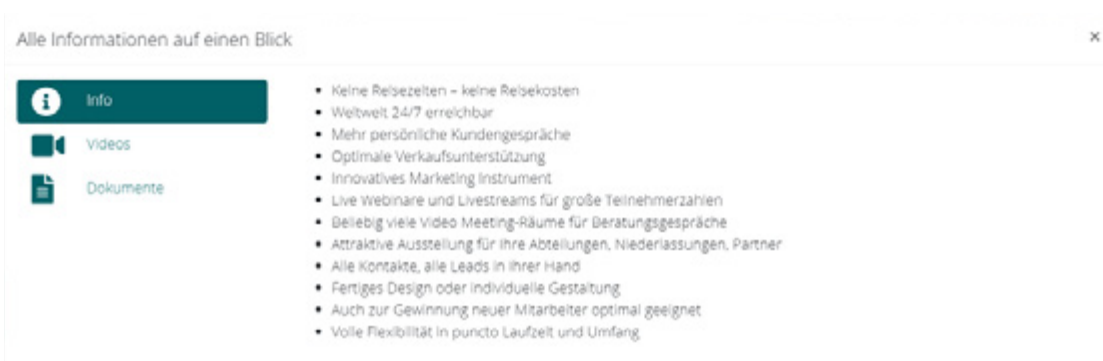 Alle Informationen auf einen Blick
×
Info
Videos
Dokumente
• Keine Reisezeiten – keine Reisekosten
• Weltweit 24/7 erreichbar
• Mehr persönliche Kundengespräche
• Optimale Verkaufsunterstützung
• Innovatives Marketing Instrument
• Live Webinare und Livestreams für große Teilnehmerzahlen
• Beliebig viele Video Meeting-Räume für Beratungsgespräche
• Attraktive Ausstellung für Ihre Abteilungen, Niederlassungen, Partner
• Alle Kontakte, alle Leads in Ihrer Hand
• Fertiges Design oder individuelle Gestaltung
• Auch zur Gewinnung neuer Mitarbeiter optimal geeignet
• Volle Flexibilität in puncto Laufzeit und Umfang